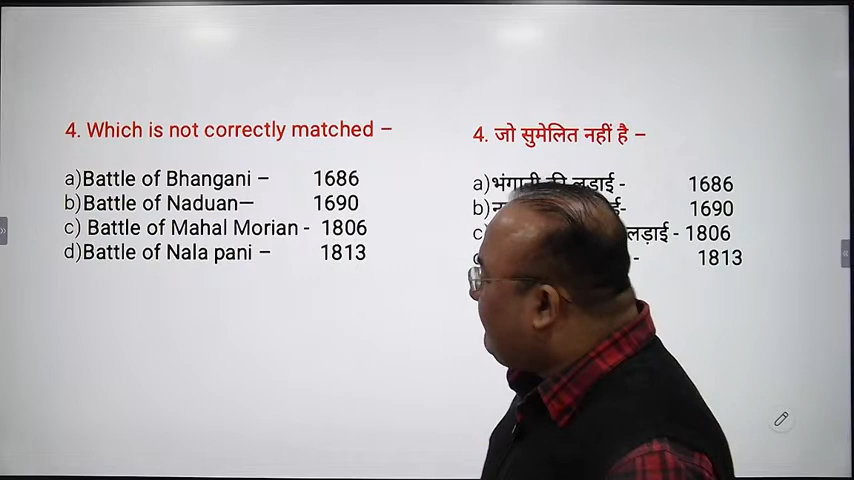 4. Which is not correctly matched –
a)Battle of Bhangani – 1686
b)Battle of Naduan— 1690
c) Battle of Mahal Morian - 1806
d)Battle of Nala pani – 1813
4. जो सुमेलित नहीं है –
a)भंगानी की लड़ाई - 1686
b) 1690
लड़ाई - 1806
- 1813